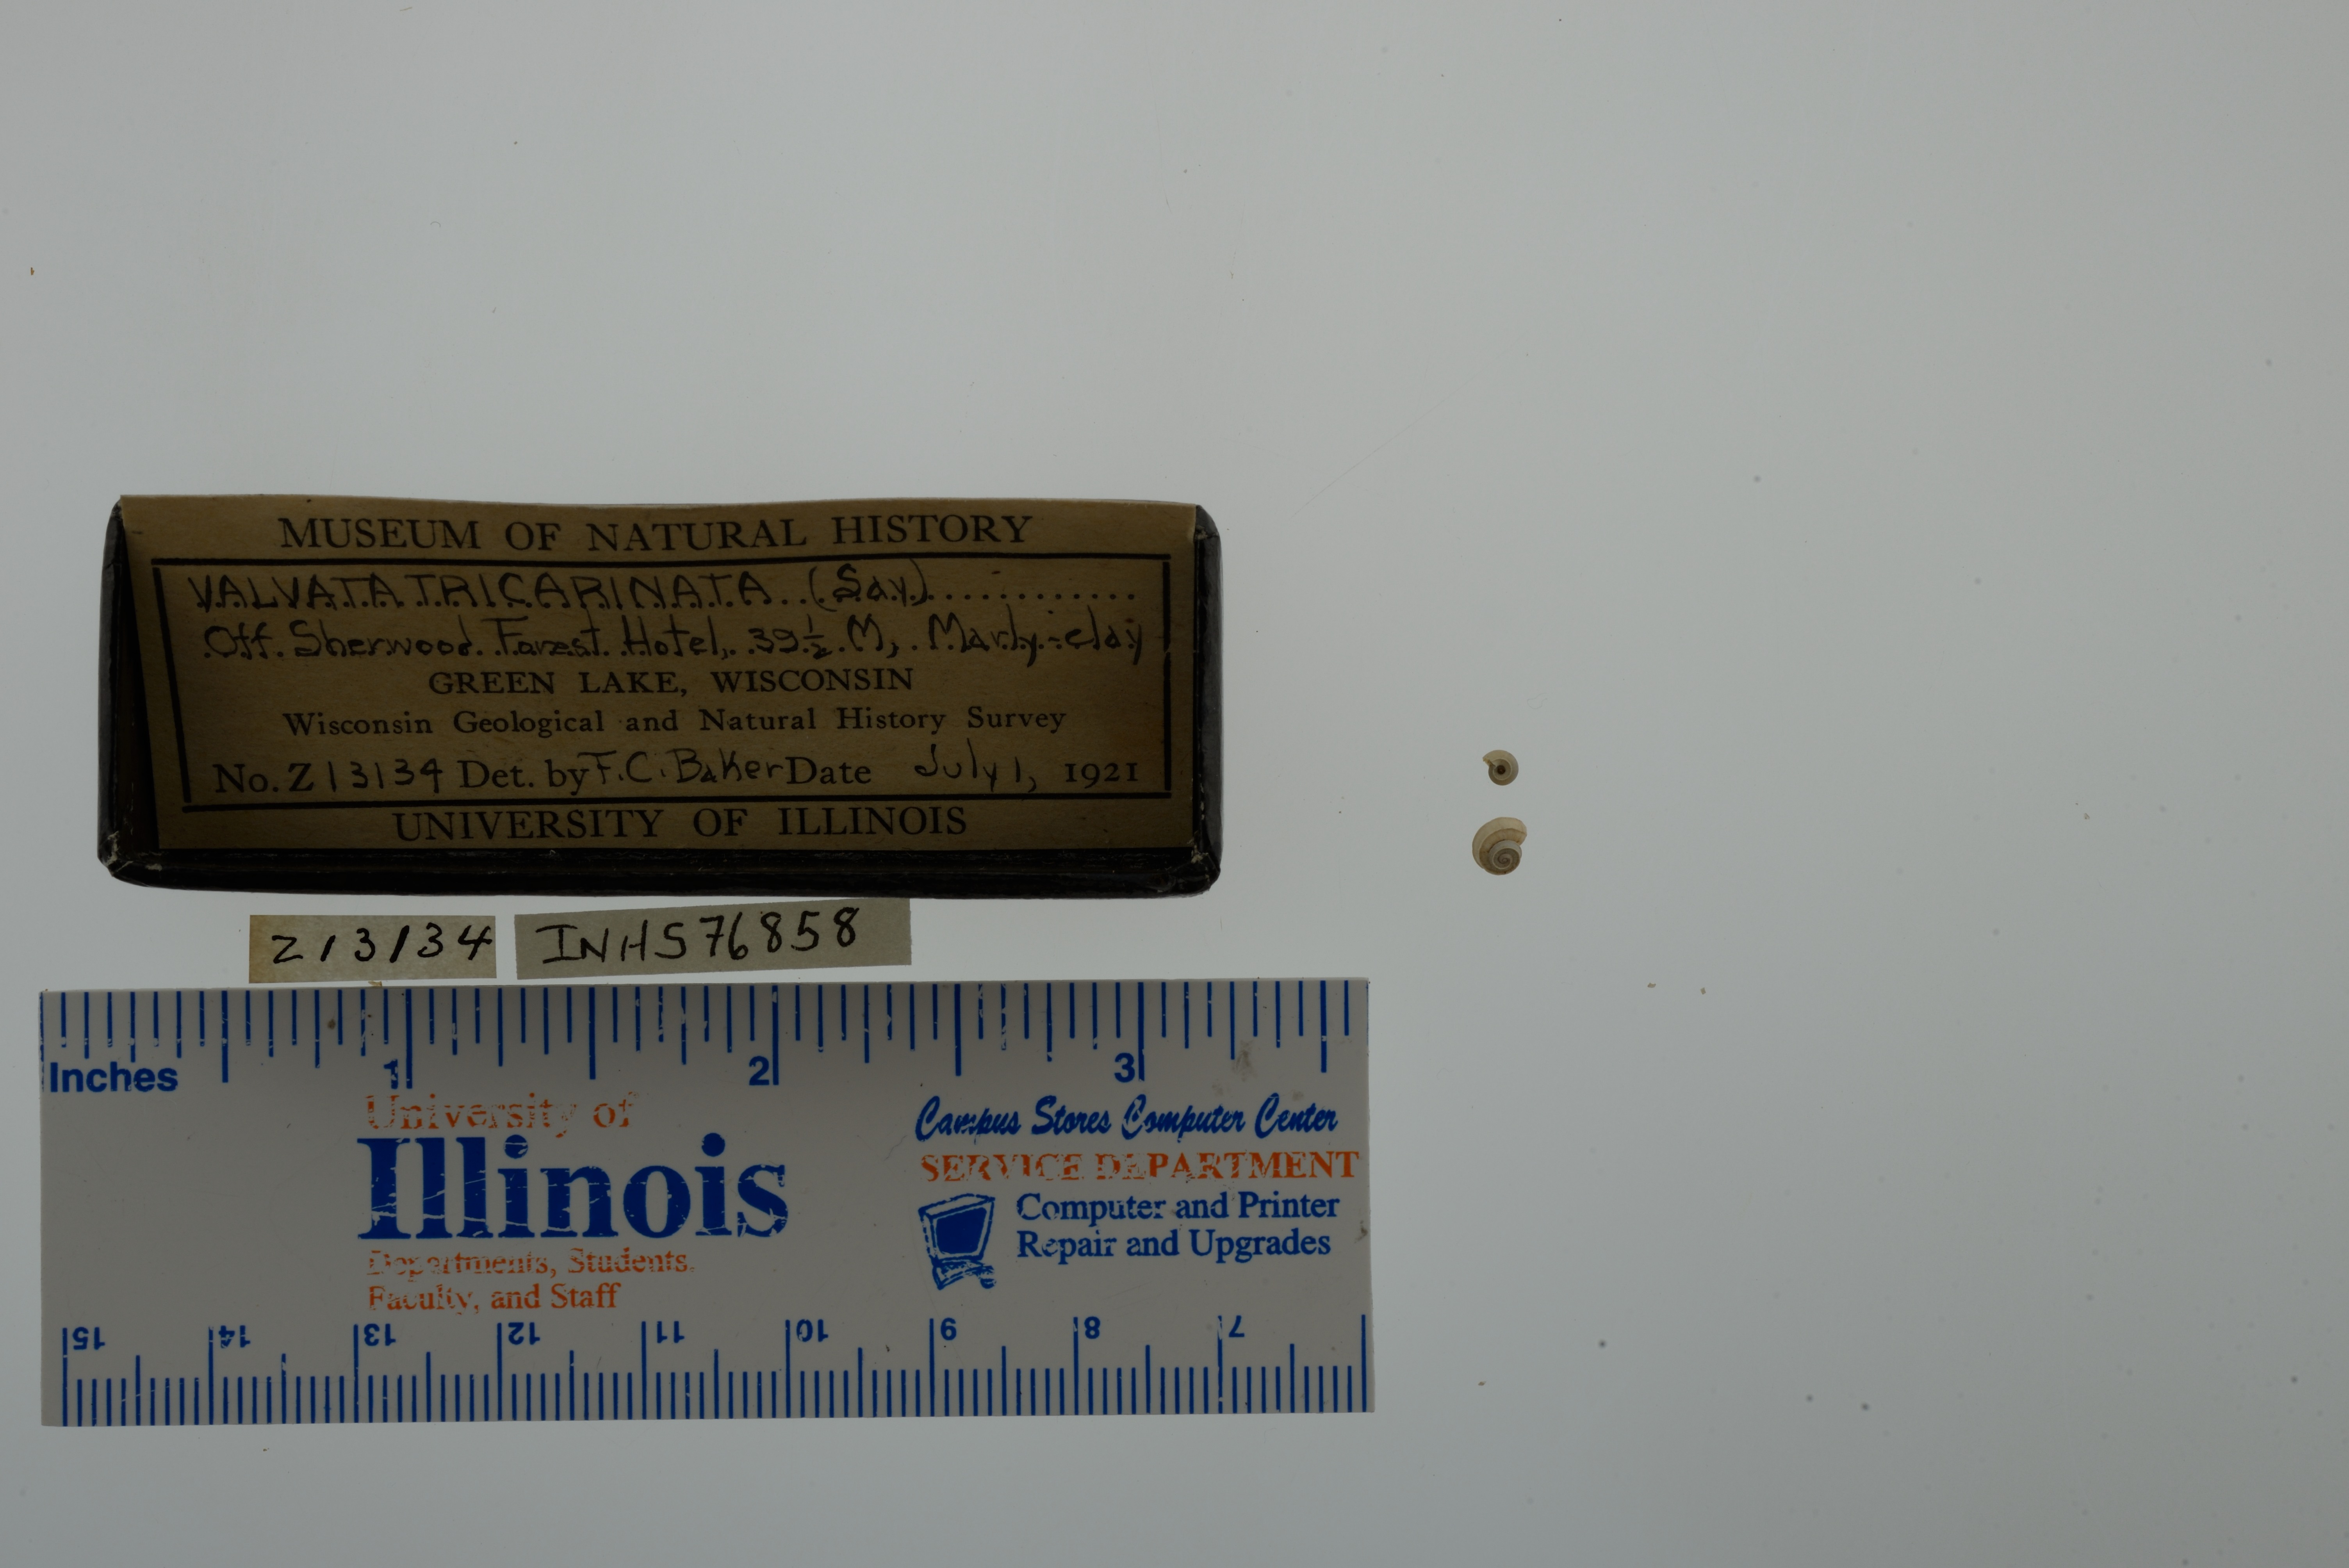 MUSEUM OF NATURAL HISTORY
VALVATA TRICARINATA (Say)
Off Sherwood Forest Hotel, 39½ M, Marly-clay
GREEN LAKE, WISCONSIN
Wisconsin Geological and Natural History Survey
No. Z13134 Det. by F.C. Baker Date July 1, 1921
UNIVERSITY OF ILLINOIS
Z13134 INHS76858
1 2 3
Inches
University of
Illinois
Departments, Students,
Faculty, and Staff
Campus Stores Computer Center
SERVICE DEPARTMENT
Computer and Printer
Repair and Upgrades
15 14 13 12 11 10 9 8 7